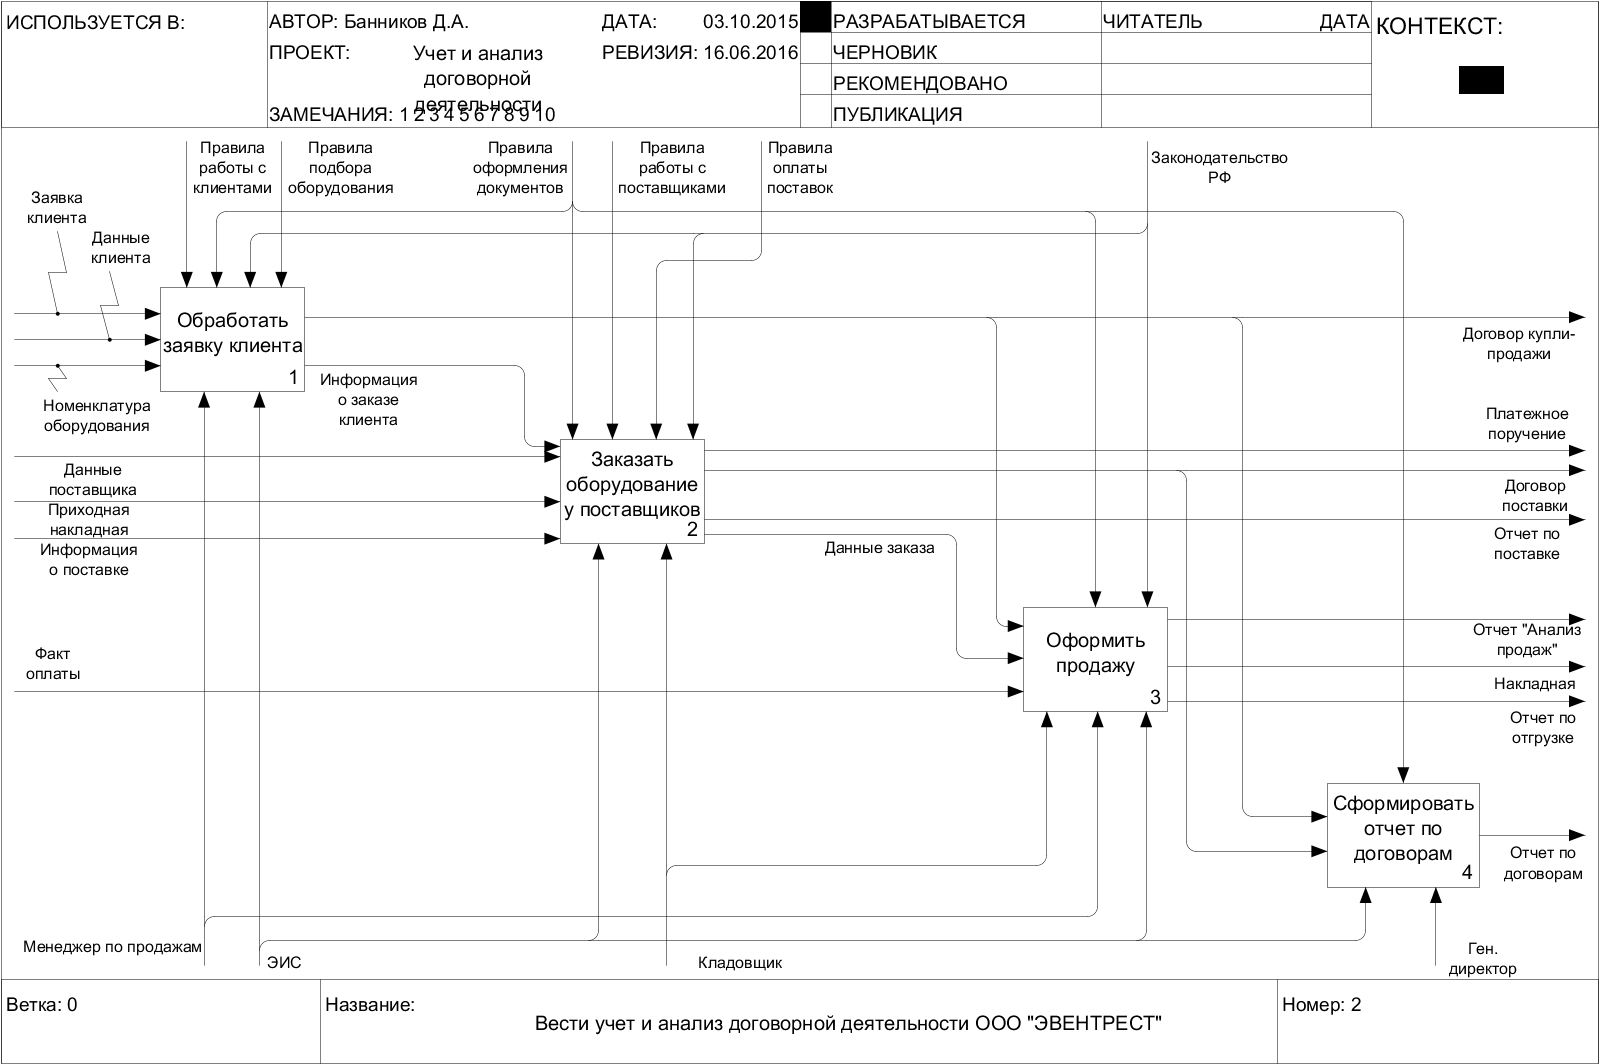 ИСПОЛЬЗУЕТСЯ В:
АВТОР: Банников Д.А.
ДАТА: 03.10.2015
ПРОЕКТ: Учет и анализ
договорной
деятельности
РЕВИЗИЯ: 16.06.2016
ЗАМЕЧАНИЯ: 1 2 3 4 5 6 7 8 9 10
РАЗРАБАТЫВАЕТСЯ
ЧЕРНОВИК
РЕКОМЕНДОВАНО
ПУБЛИКАЦИЯ
ЧИТАТЕЛЬ ДАТА
КОНТЕКСТ:
Правила
работы с
клиентами
Правила
подбора
оборудования
Правила
оформления
документов
Правила
работы с
поставщиками
Правила
оплаты
поставок
Законодательство
РФ
Заявка
клиента
Данные
клиента
Номенклатура
оборудования
Обработать
заявку клиента
1
Информация
о заказе
клиента
Договор купли-
продажи
Данные
поставщика
Приходная
накладная
Информация
о поставке
Заказать
оборудование
у поставщиков
2
Платежное
поручение
Договор
поставки
Отчет по
поставке
Данные заказа
Факт
оплаты
Оформить
продажу
3
Отчет "Анализ
продаж"
Накладная
Отчет по
отгрузке
Сформировать
отчет по
договорам
4
Отчет по
договорам
Менеджер по продажам
ЭИС
Кладовщик
Ген.
директор
Ветка: 0
Название:
Вести учет и анализ договорной деятельности ООО "ЭВЕНТРЕСТ"
Номер: 2